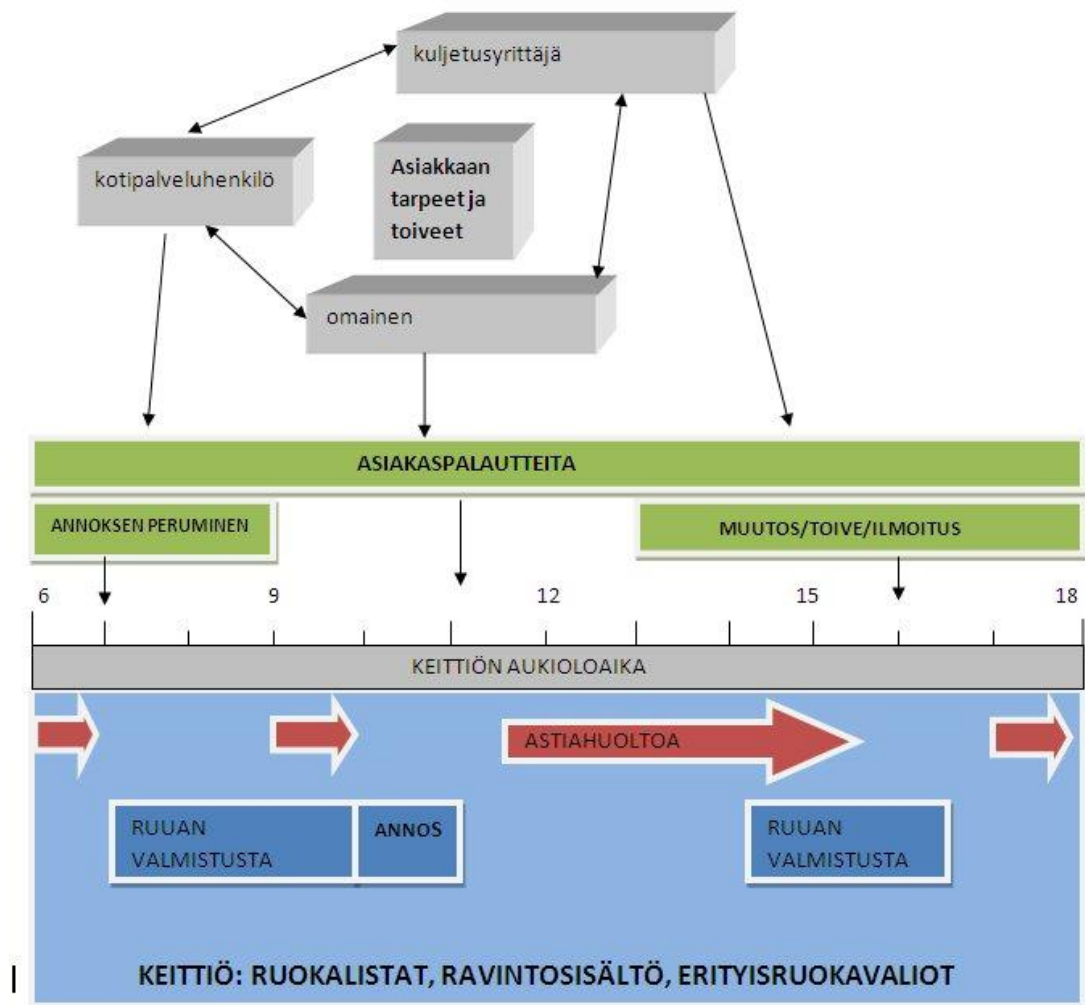 kuljetusyrittäjä
kotipalveluhenkilö
Asiakkaan
tarpeet ja
toiveet
omainen
ASIAKASPALAUTTEITA
ANNOKSEN PERUMINEN
MUUTOS/TOIVE/ILMOITUS
6 9 12 15 18
KEITTIÖN AUKIOLOAIKA
ASTIAHUOLTOA
RUUAN
VALMISTUSTA
ANNOS
RUUAN
VALMISTUSTA
KEITTIÖ: RUOKALISTAT, RAVINTOSISÄLTÖ, ERITYISRUOKAVALIOT